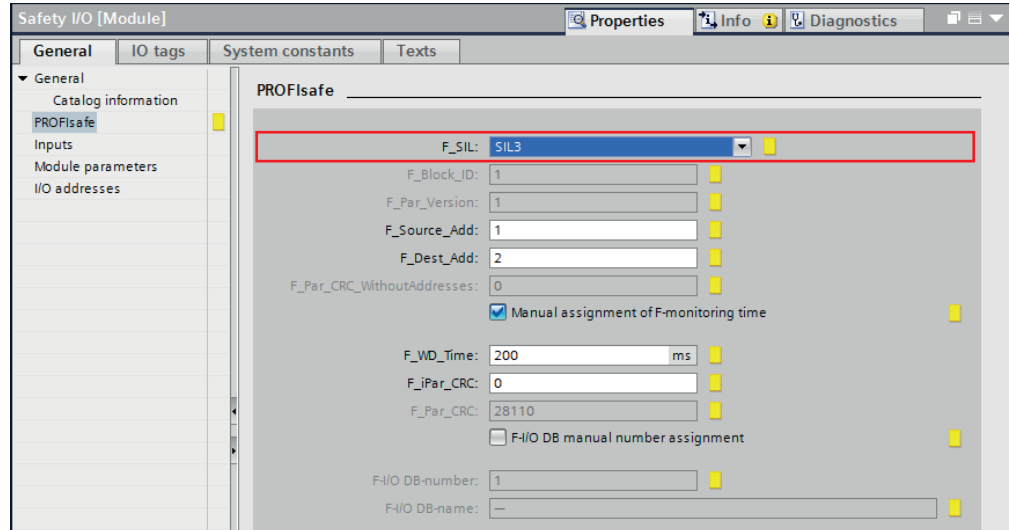 Safety I/O [Module]
Properties
Info
Diagnostics
General
IO tags
System constants
Texts
General
Catalog information
PROFIsafe
Inputs
Module parameters
I/O addresses
PROFIsafe
F_SIL: SIL3
F_Block_ID: 1
F_Par_Version: 1
F_Source_Add: 1
F_Dest_Add: 2
F_Par_CRC_WithoutAddresses: 0
Manual assignment of F-monitoring time
F_WD_Time: 200 ms
F_iPar_CRC: 0
F_Par_CRC: 28110
F-I/O DB manual number assignment
F-I/O DB-number: 1
F-I/O DB-name: —